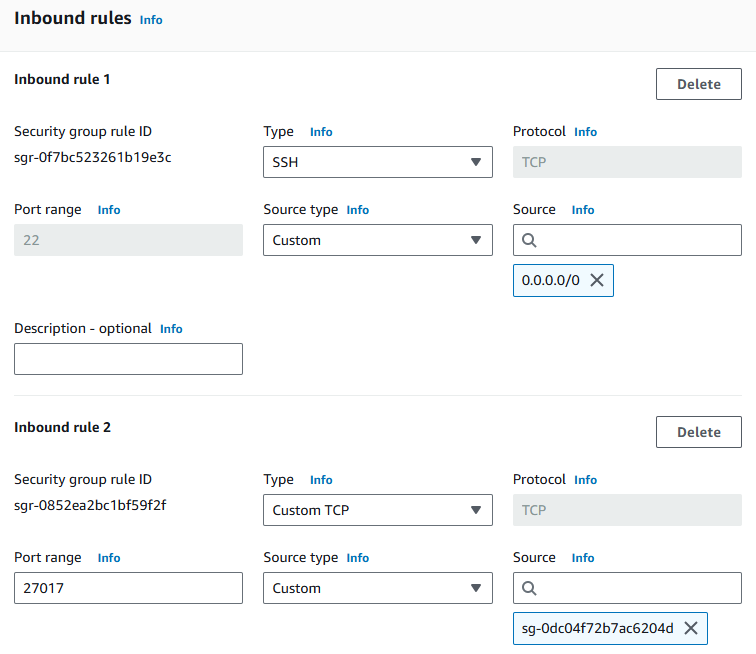 Inbound rules Info
Inbound rule 1
Delete
Security group rule ID
sgr-0f7bc523261b19e3c
Type Info
SSH
Protocol Info
TCP
Port range Info
22
Source type Info
Custom
Source Info
0.0.0.0/0
Description - optional Info
Inbound rule 2
Delete
Security group rule ID
sgr-0852ea2bc1bf59f2f
Type Info
Custom TCP
Protocol Info
TCP
Port range Info
27017
Source type Info
Custom
Source Info
sg-0dc04f72b7ac6204d